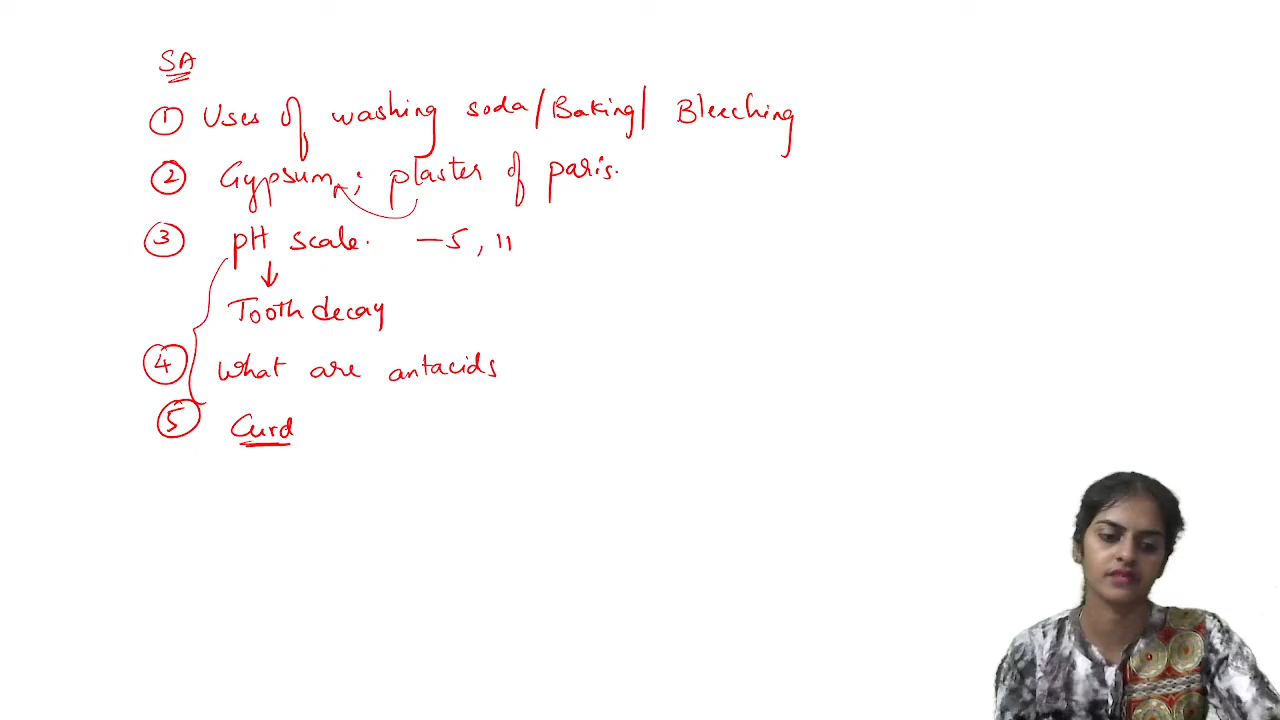 SA
① Uses of washing soda/Baking/ Bleeching
② Gypsum ; plaster of paris.
③ pH scale. – 5, 11
↓
Tooth decay
④ What are antacids
⑤ Curd